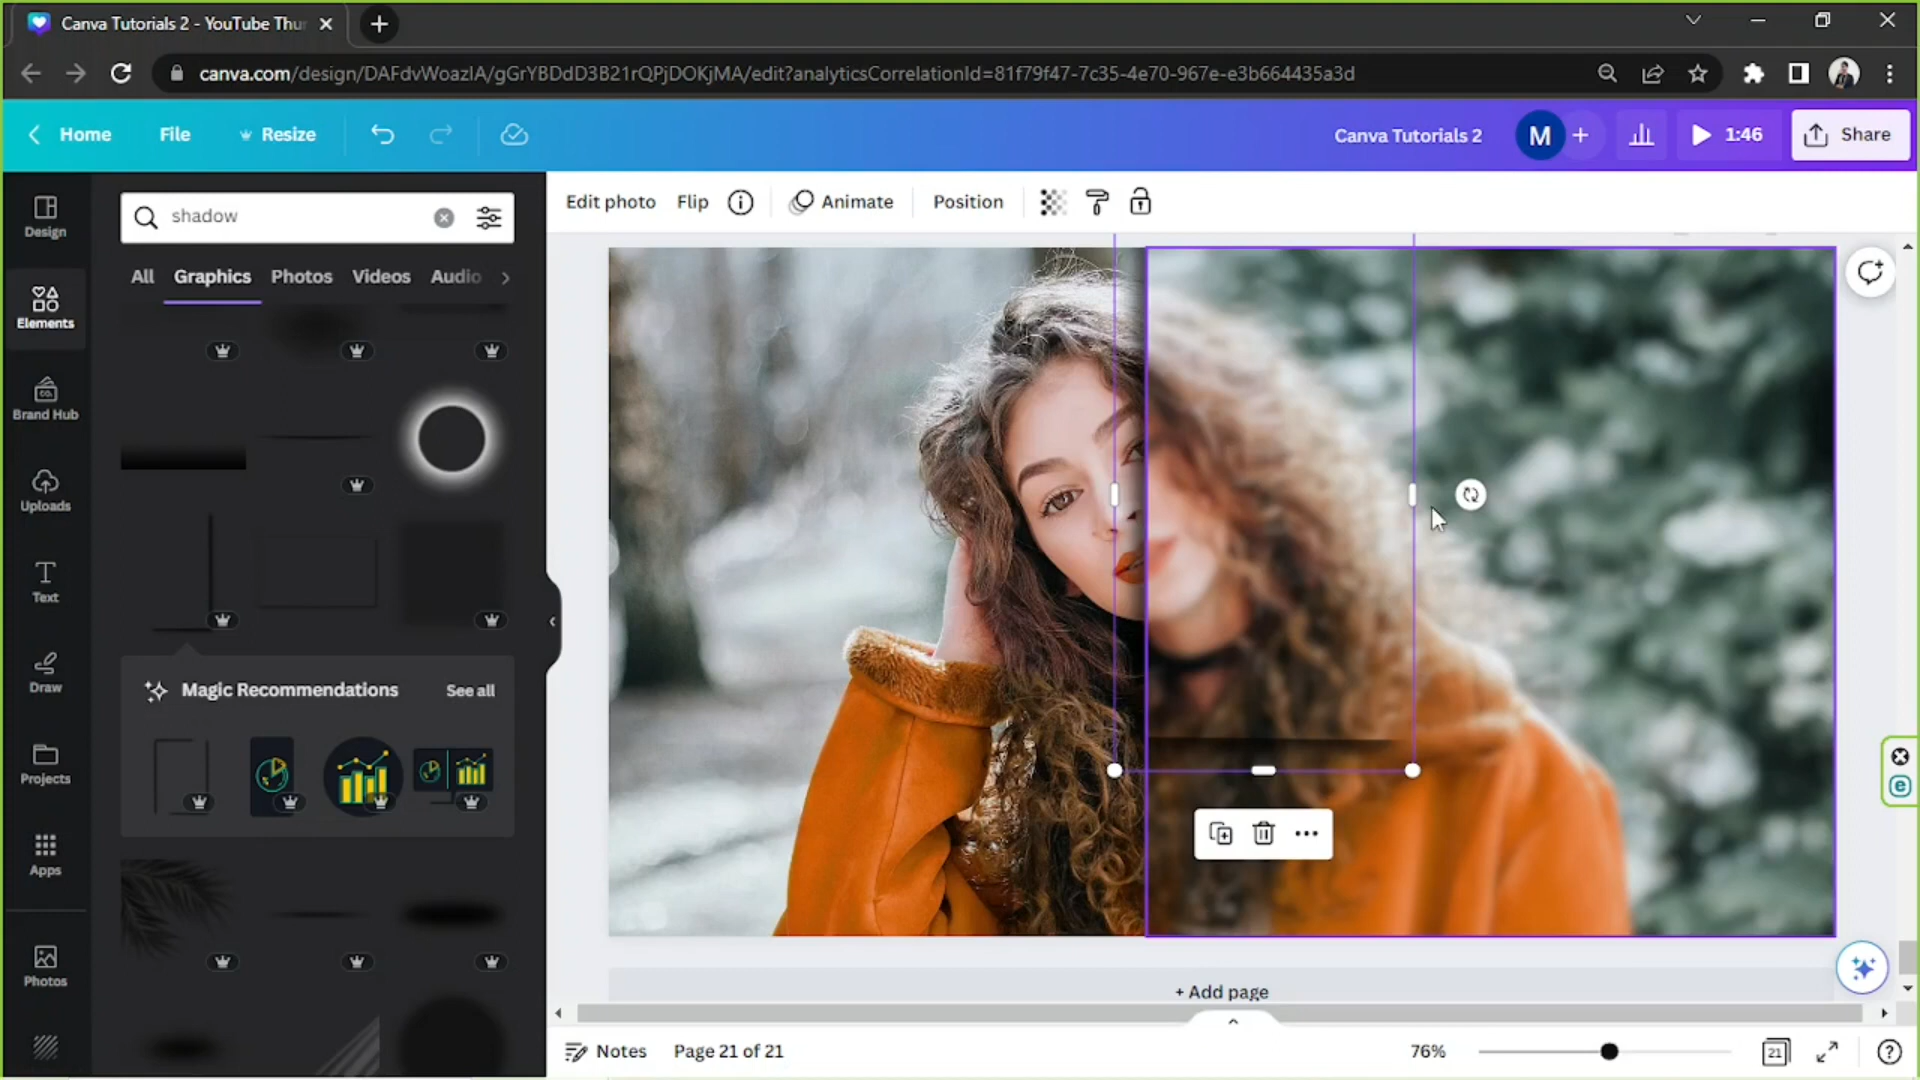 Canva Tutorials 2 - YouTube Thu
canva.com/design/DAFdvWoazIA/gGrYBDdD3B21rQPjDOKjMA/edit?analyticsCorrelationId=81f79f47-7c35-4e70-967e-e3b664435a3d
Home
File
Resize
Canva Tutorials 2
M
1:46
Share
Design
Elements
Brand Hub
Uploads
Text
Draw
Projects
Apps
Photos
shadow
All
Graphics
Photos
Videos
Audio
Magic Recommendations
See all
Edit photo
Flip
Animate
Position
+ Add page
Notes
Page 21 of 21
76%
21